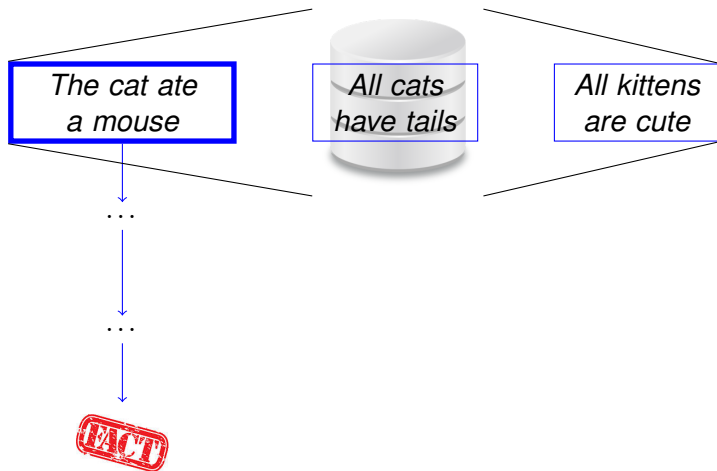 The cat ate
a mouse
All cats
have tails
All kittens
are cute
...
...
FACT